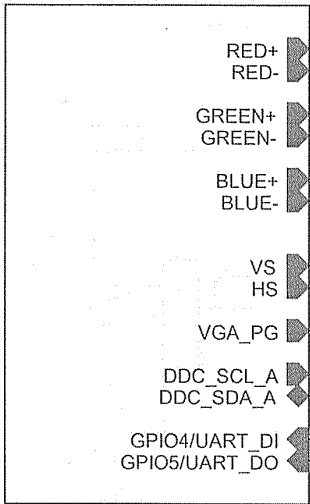 RED+
RED-
GREEN+
GREEN-
BLUE+
BLUE-
VS
HS
VGA_PG
DDC_SCL_A
DDC_SDA_A
GPIO4/UART_DI
GPIO5/UART_DO